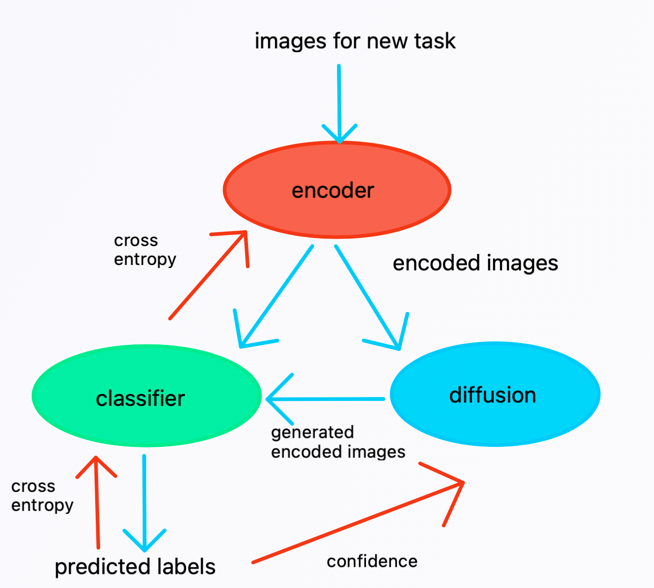 images for new task
encoder
cross
entropy
encoded images
classifier
diffusion
generated
encoded images
cross
entropy
predicted labels
confidence